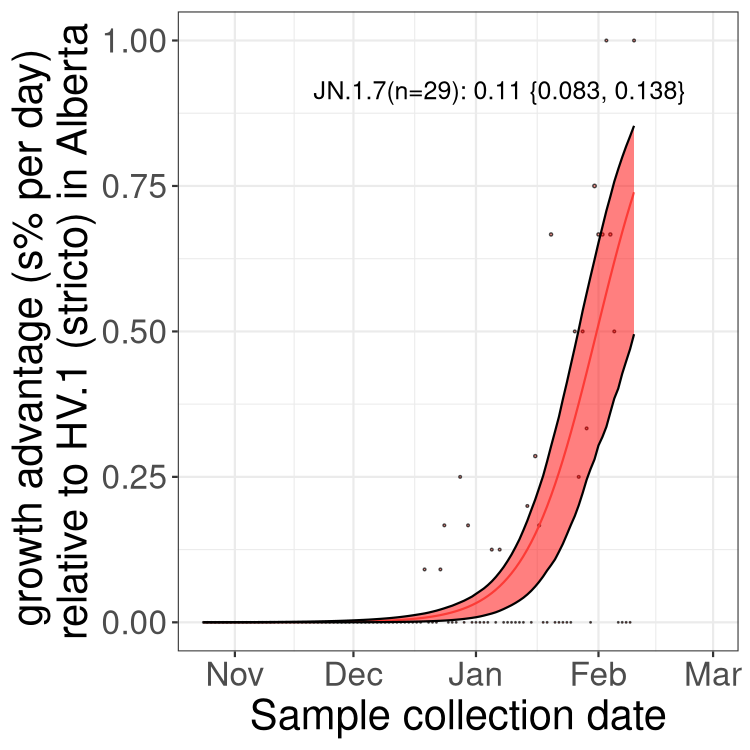 growth advantage (s% per day)
relative to HV.1 (stricto) in Alberta
1.00
0.75
0.50
0.25
0.00
JN.1.7(n=29): 0.11 {0.083, 0.138}
Nov Dec Jan Feb Mar
Sample collection date